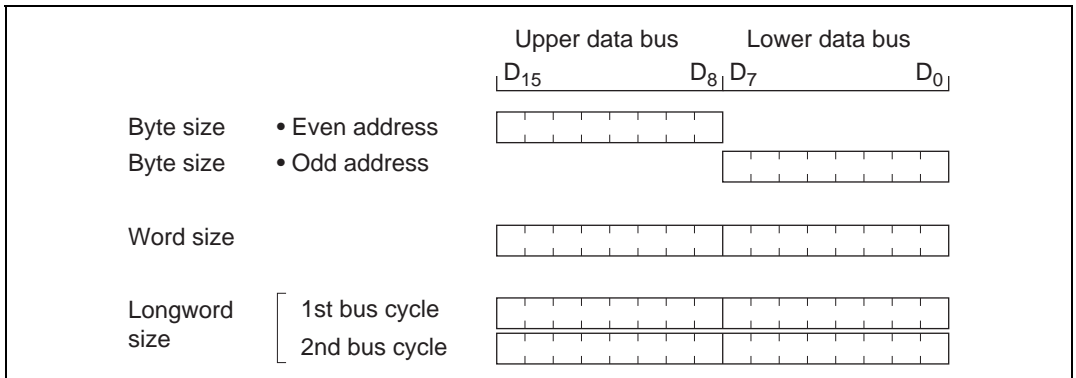 Upper data bus Lower data bus
D15 D8 D7 D0
Byte size • Even address
Byte size • Odd address
Word size
Longword size 1st bus cycle
2nd bus cycle